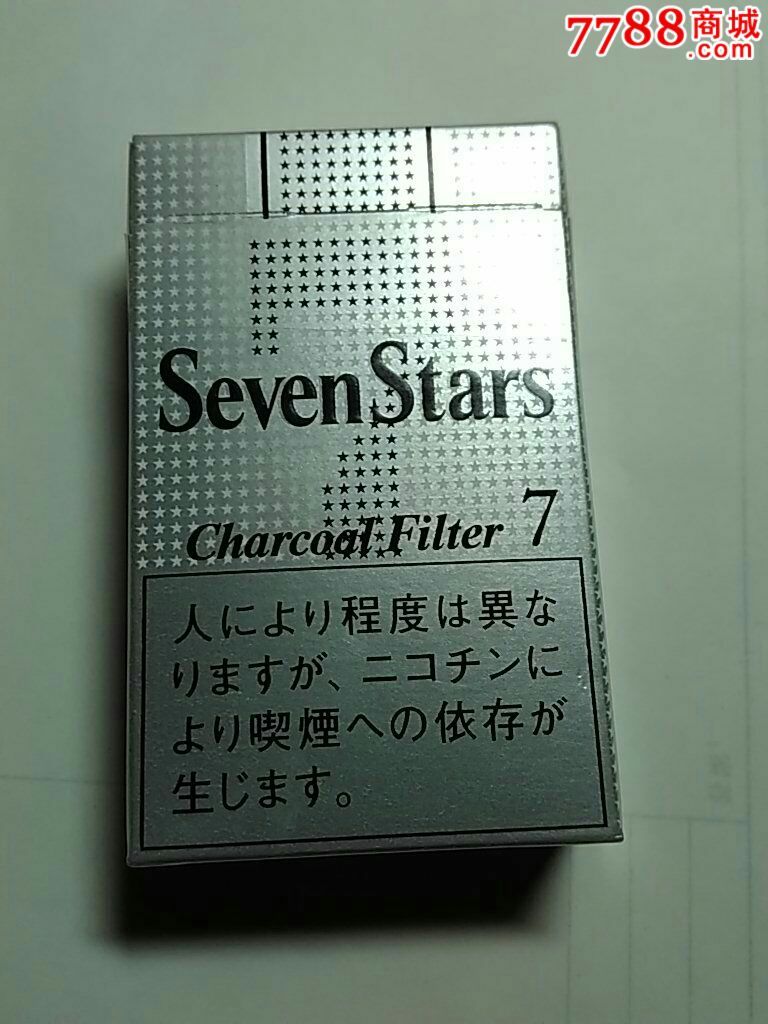 7788商城
.com
Seven Stars
Charcoal Filter 7
人により程度は異な
りますが、ニコチンに
より喫煙への依存が
生じます。